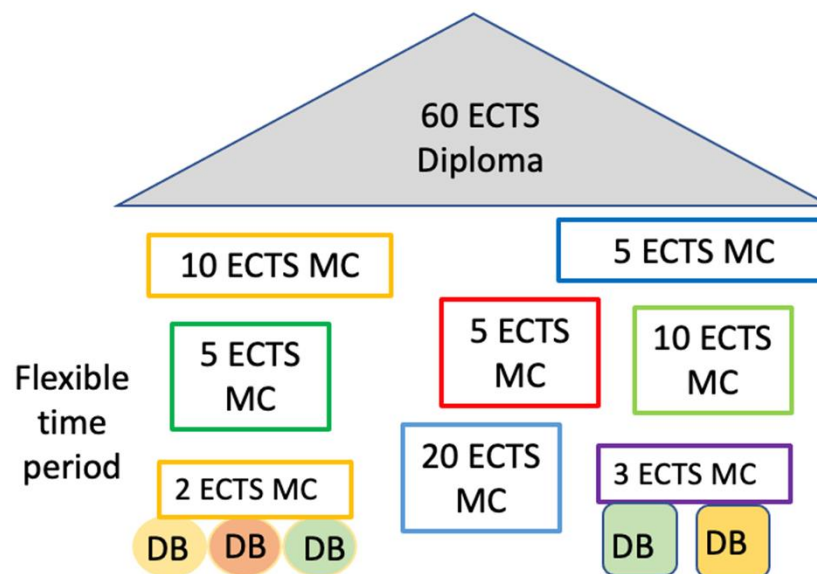 60 ECTS
Diploma
10 ECTS MC
5 ECTS MC
5 ECTS
MC
5 ECTS
MC
10 ECTS
MC
Flexible
time
period
20 ECTS
MC
2 ECTS MC
3 ECTS MC
DB
DB
DB
DB
DB